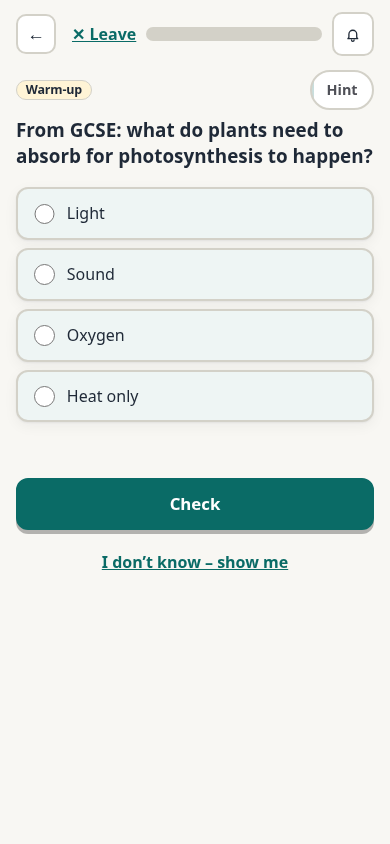 ←
✕ Leave
Warm-up
Hint
From GCSE: what do plants need to
absorb for photosynthesis to happen?
Light
Sound
Oxygen
Heat only
Check
I don’t know – show me